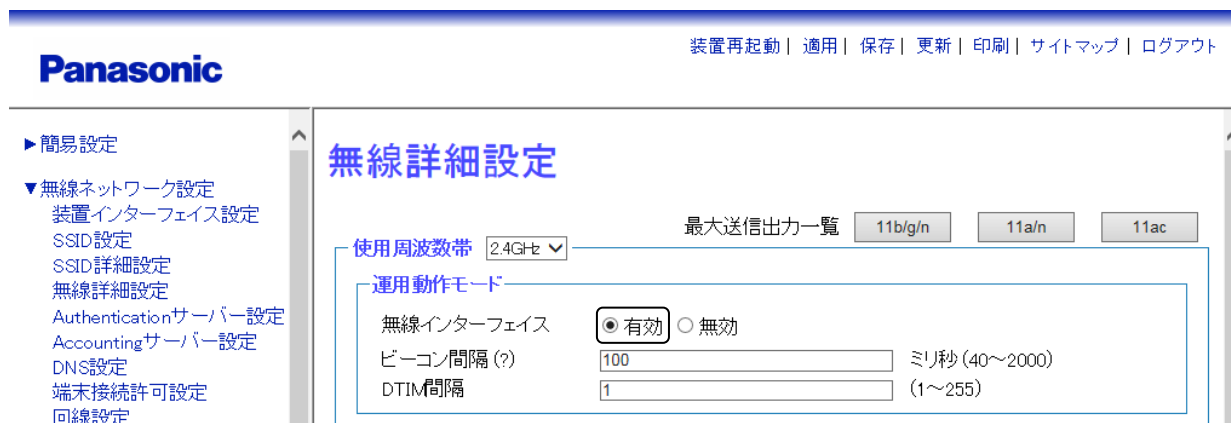 装置再起動| 適用| 保存| 更新| 印刷| サイトマップ| ログアウト
Panasonic
▶簡易設定
▼無線ネットワーク設定
装置インターフェイス設定
SSID設定
SSID詳細設定
無線詳細設定
Authenticationサーバー設定
Accountingサーバー設定
DNS設定
端末接続許可設定
回線設定
無線詳細設定
最大送信出力一覧 11b/g/n 11a/n 11ac
使用周波数帯 2.4GHz
運用動作モード
無線インターフェイス 有効 無効
ビーコン間隔(?) 100 ミリ秒(40～2000)
DTIM間隔 1 (1～255)